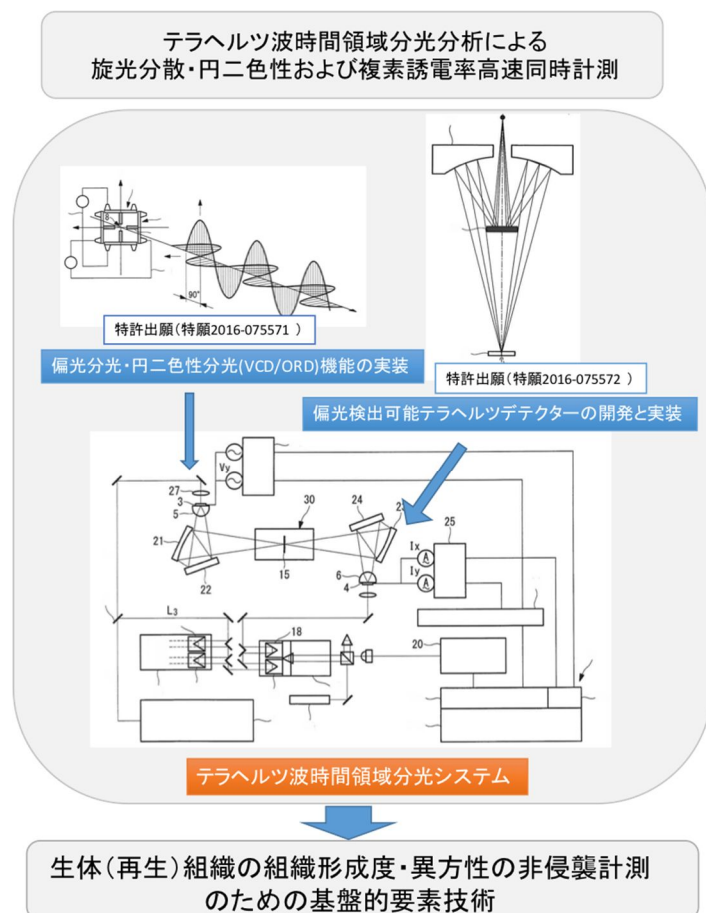 テラヘルツ波時間領域分光分析による
旋光分散・円二色性および複素誘電率高速同時計測
θ
90°
特許出願(特願2016-075571 )
偏光分光・円二色性分光(VCD/ORD)機能の実装
特許出願(特願2016-075572 )
偏光検出可能テラヘルツデテクターの開発と実装
Vy
27
3
5
30
24
23
21
22
15
6
4
Ix
Iy
25
L3
18
20
テラヘルツ波時間領域分光システム
生体(再生)組織の組織形成度・異方性の非侵襲計測
のための基盤的要素技術